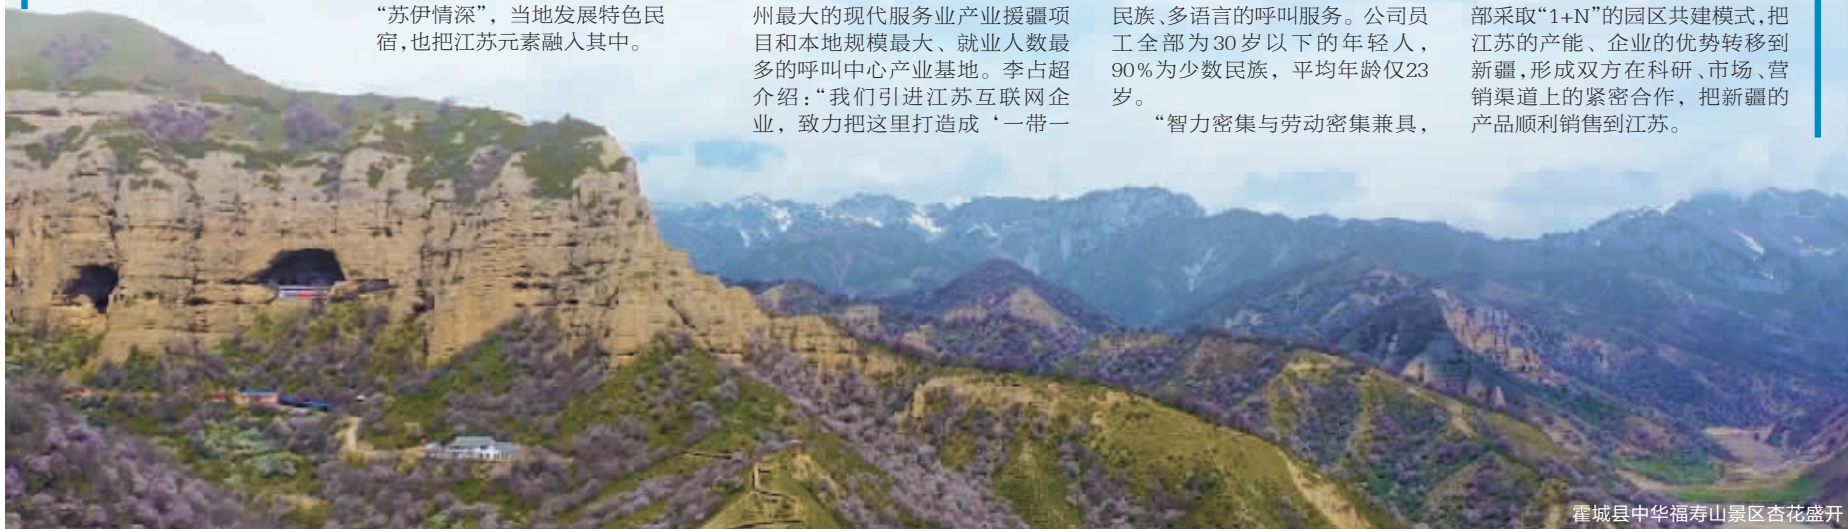 “苏伊情深”，当地发展特色民
宿，也把江苏元素融入其中。
州最大的现代服务业产业援疆项
目和本地规模最大、就业人数最
多的呼叫中心产业基地。李占超
介绍：“我们引进江苏互联网企
业，致力把这里打造成‘一带一
民族、多语言的呼叫服务。公司员
工全部为30岁以下的年轻人，
90%为少数民族，平均年龄仅23
岁。
“智力密集与劳动密集兼具，
部采取“1+N”的园区共建模式，把
江苏的产能、企业的优势转移到
新疆，形成双方在科研、市场、营
销渠道上的紧密合作，把新疆的
产品顺利销售到江苏。
霍城县中华福寿山景区杏花盛开